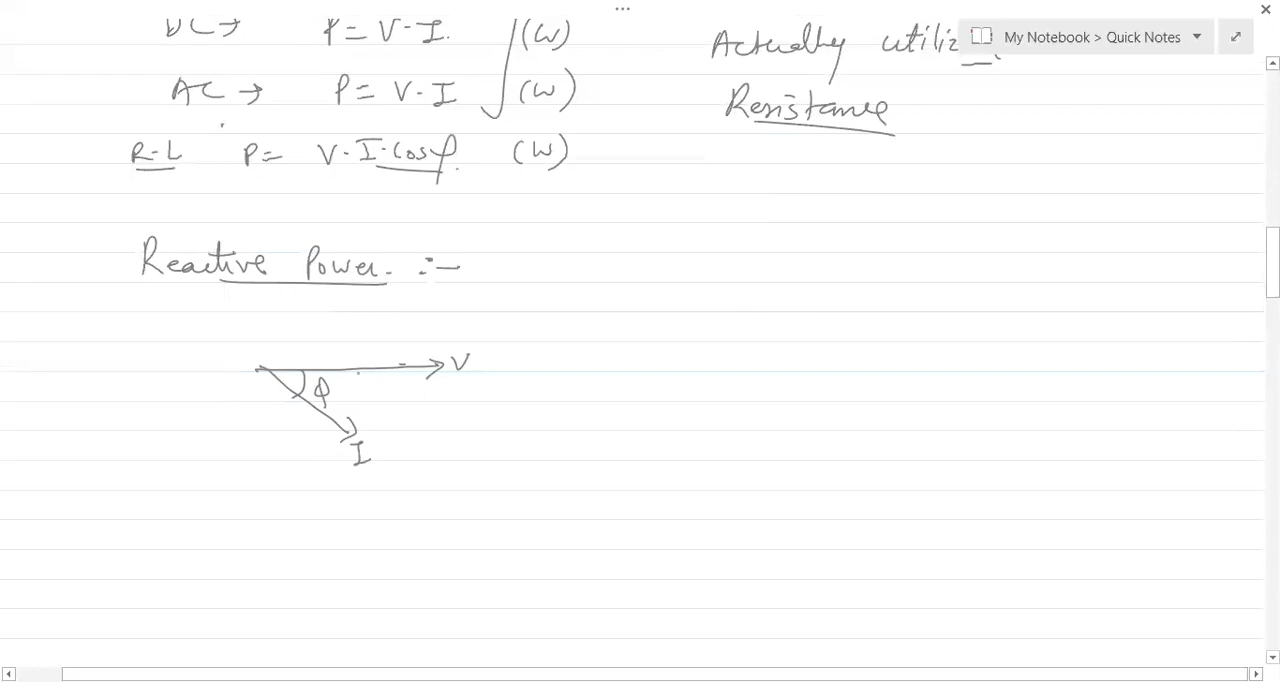 DC → P = V·I. (W) Actually utiliz
My Notebook > Quick Notes
AC → P = V·I (W) Resistance
R-L P = V·I·Cosφ (W)
Reactive Power :-
V
φ
I